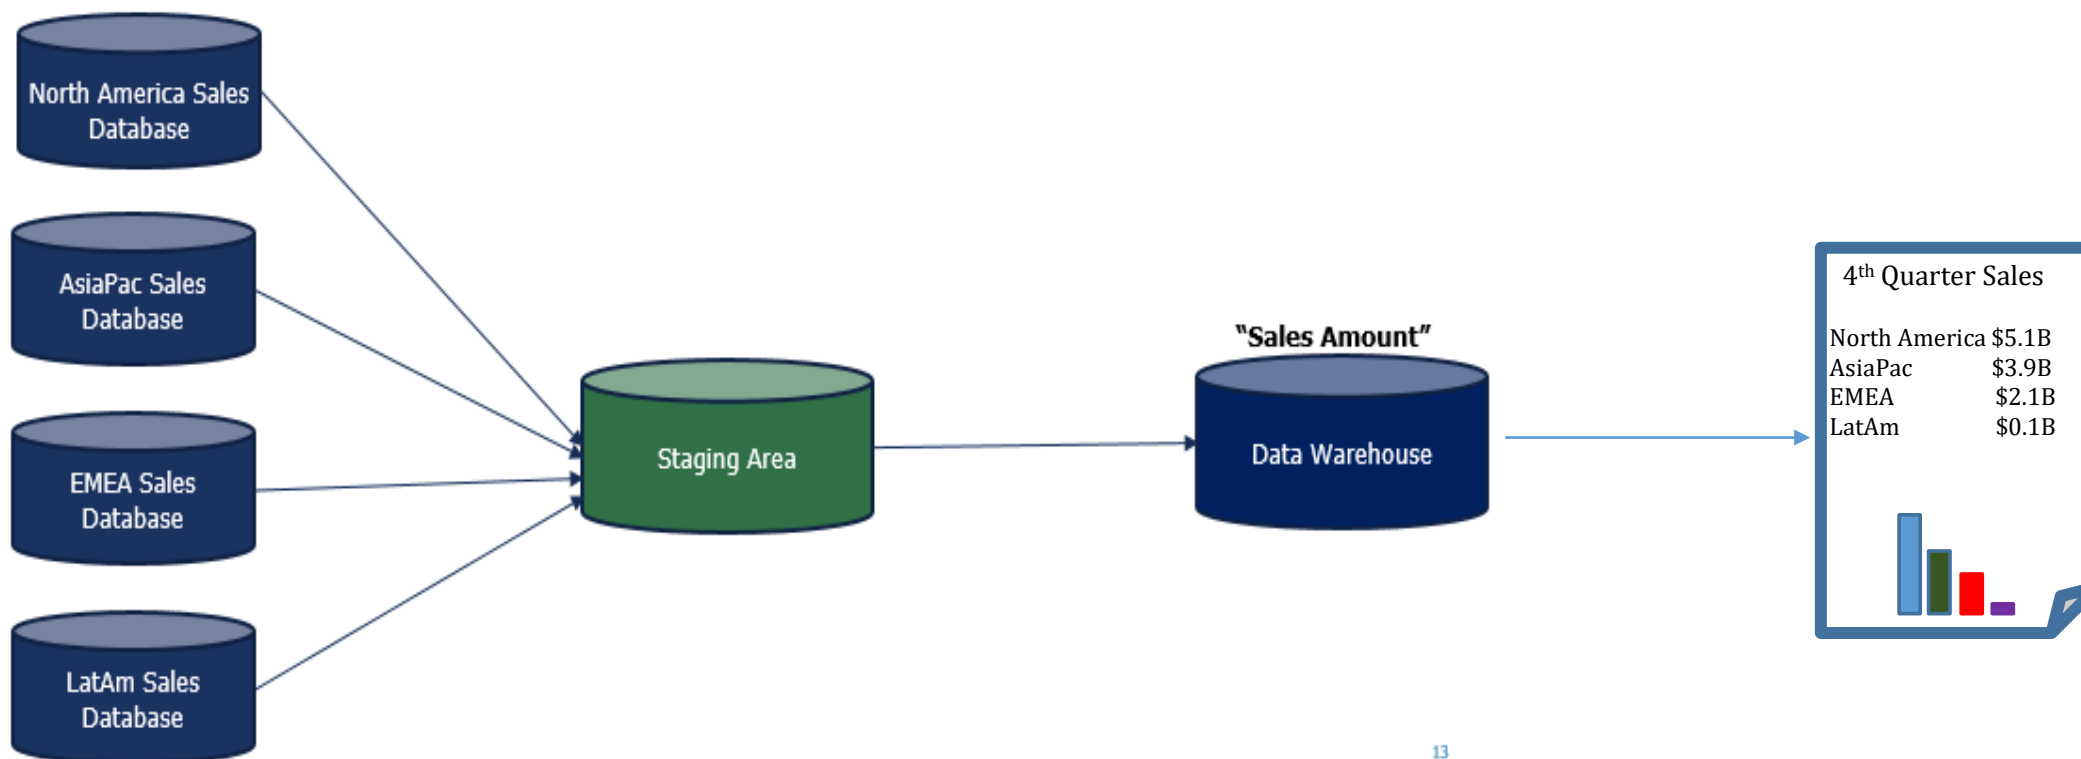 North America Sales
Database
AsiaPac Sales
Database
EMEA Sales
Database
LatAm Sales
Database
Staging Area
"Sales Amount"
Data Warehouse
4th Quarter Sales
North America $5.1B
AsiaPac $3.9B
EMEA $2.1B
LatAm $0.1B
13